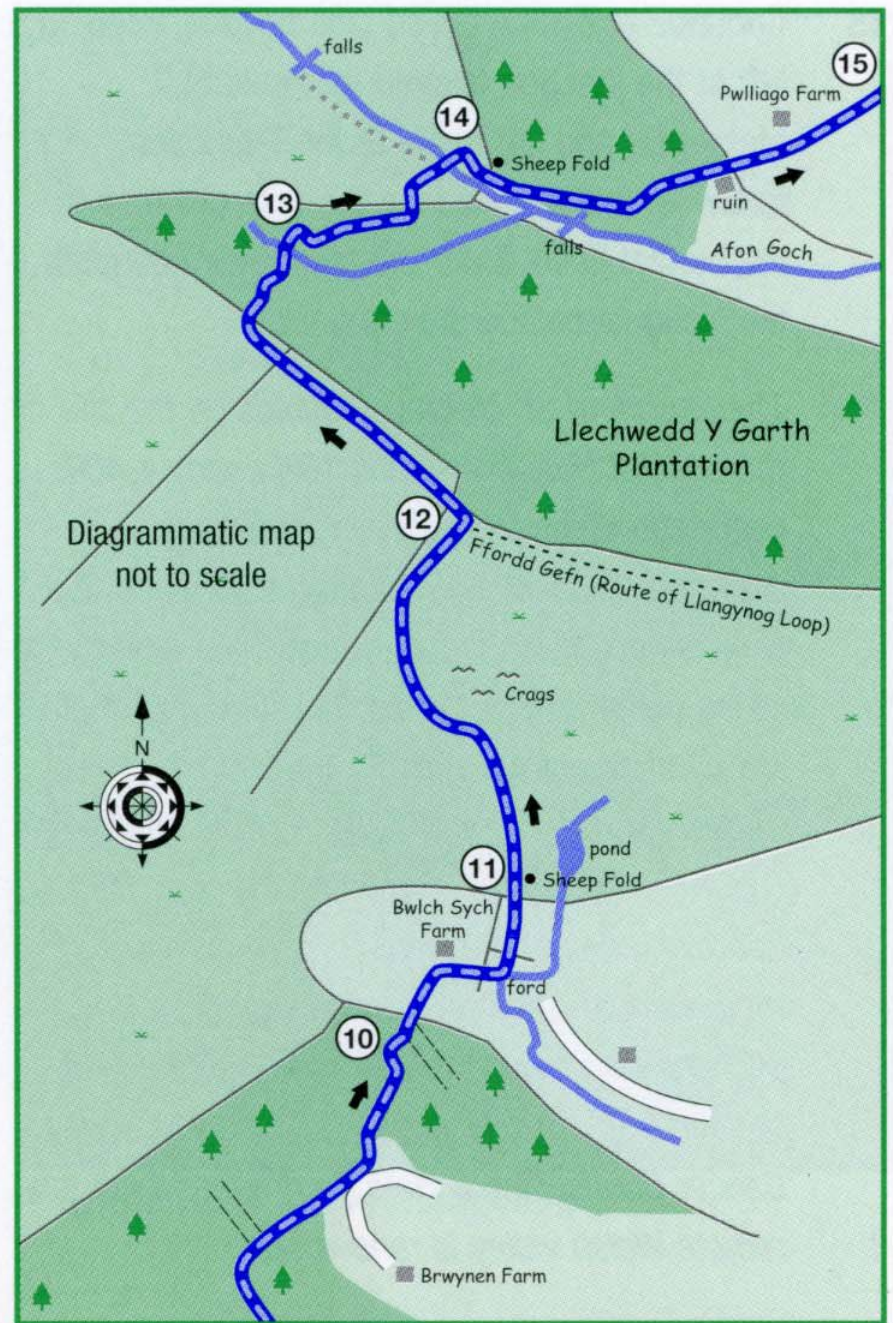 falls
15
Pwlliago Farm
14
Sheep Fold
13
ruin
falls
Afon Goch
Llechwedd Y Garth
Plantation
12
Diagrammatic map
not to scale
Ffordd Gefn (Route of Llangynog Loop)
Crags
N
pond
11
Sheep Fold
Bwlch Sych
Farm
ford
10
Brwynen Farm